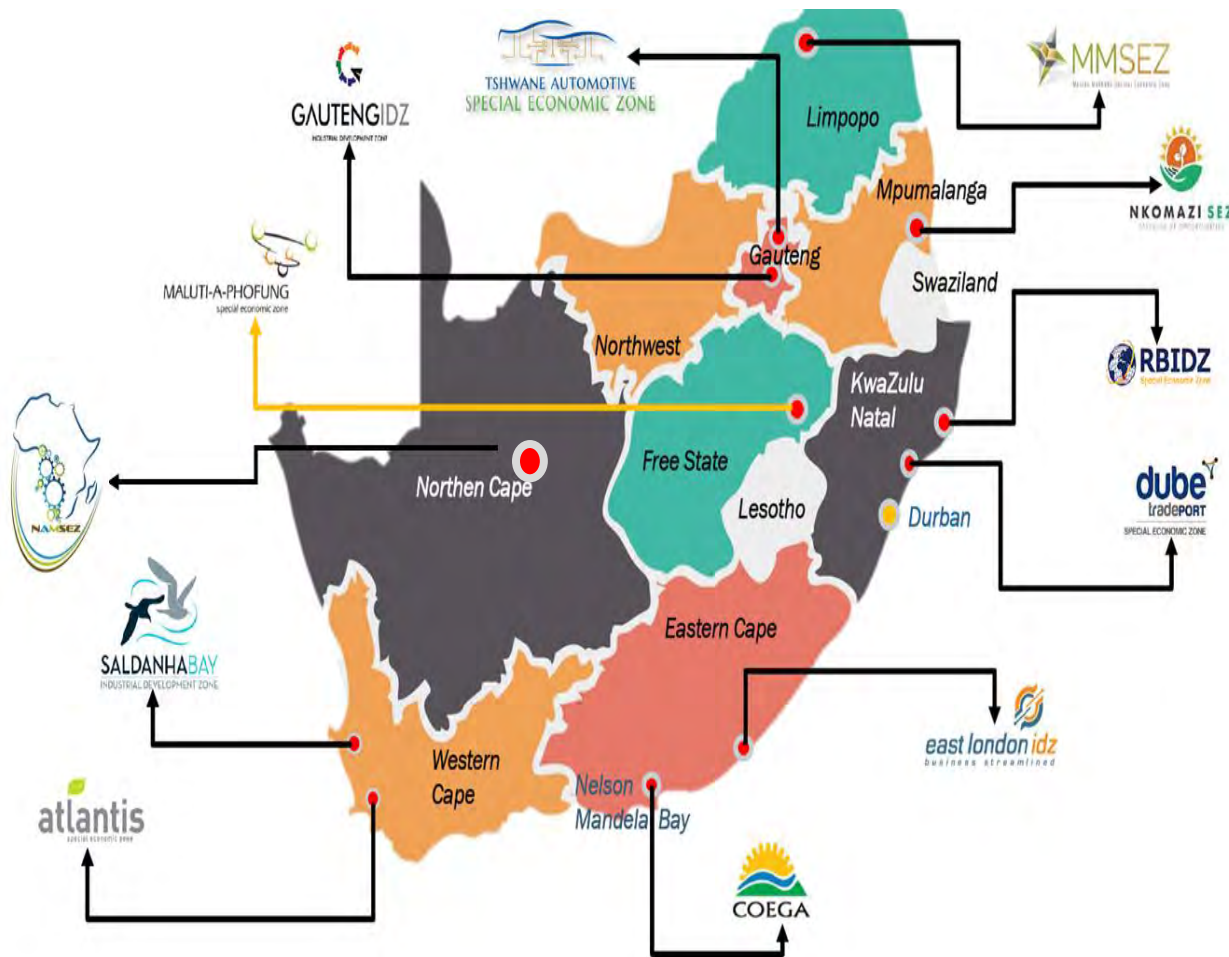 TSHWANE AUTOMOTIVE
SPECIAL ECONOMIC ZONE
GAUTENGIDZ
INDUSTRIAL DEVELOPMENT ZONE
MMSEZ
Limpopo
Mpumalanga
NKOMAZI SEZ
Gauteng
Swaziland
MALUTI-A-PHOFUNG
special economic zone
Northwest
RBIDZ
Special Economic Zone
KwaZulu
Natal
Free State
Northen Cape
Lesotho
Durban
dube
tradePORT
SPECIAL ECONOMIC ZONE
NAMSEZ
SALDANHABAY
INDUSTRIAL DEVELOPMENT ZONE
Eastern Cape
east london idz
business streamlined
Western
Cape
Nelson
Mandela Bay
atlantis
special economic zone
COEGA